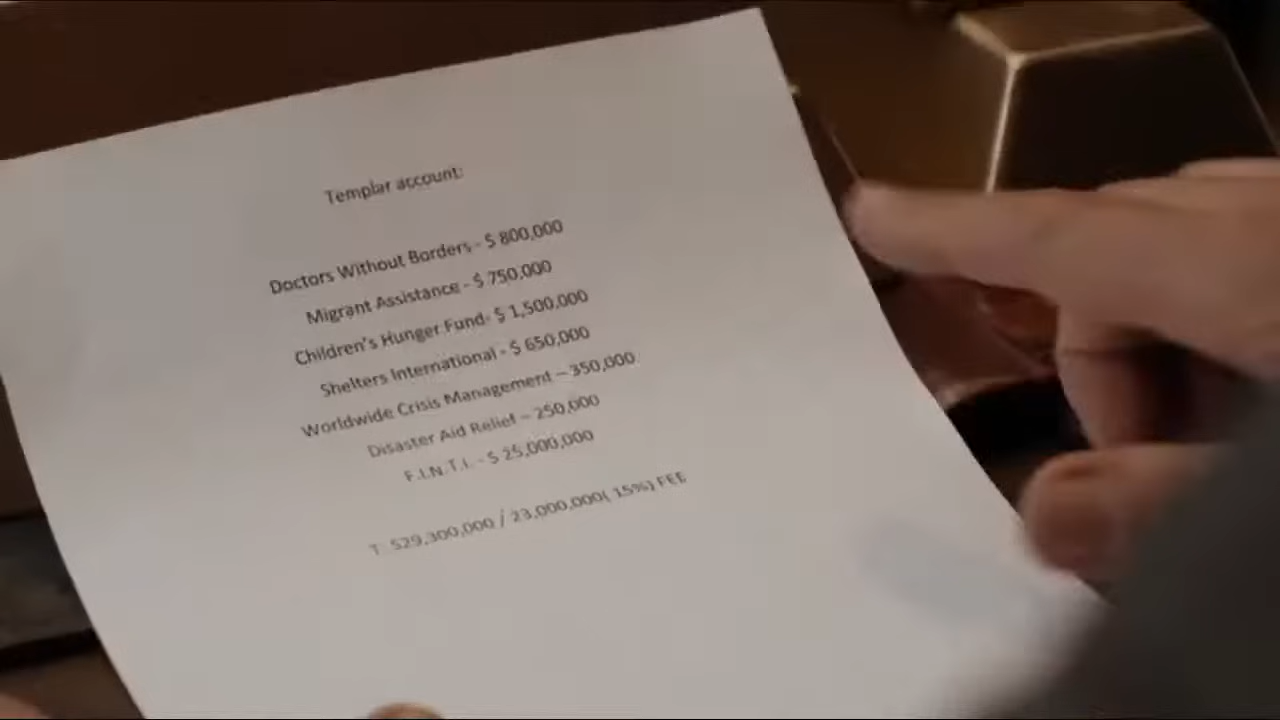 Templar account:
Doctors Without Borders - $ 800,000
Migrant Assistance - $ 750,000
Children's Hunger Fund- $ 1,500,000
Shelters International - $ 650,000
Worldwide Crisis Management – 350,000
Disaster Aid Relief – 250,000
F.I.N.T.I. - $ 25,000,000
T: $29,300,000 / 23,000,000( 15%) FEE